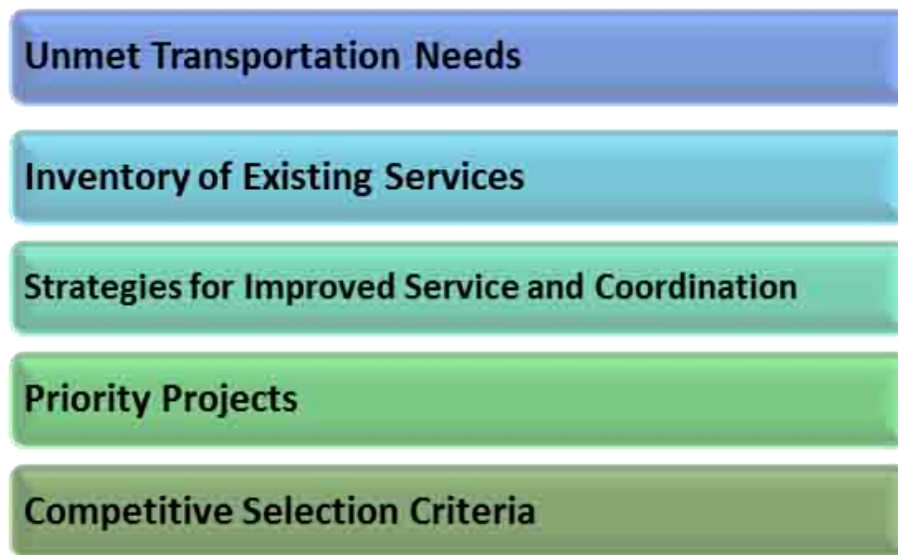 Unmet Transportation Needs
Inventory of Existing Services
Strategies for Improved Service and Coordination
Priority Projects
Competitive Selection Criteria